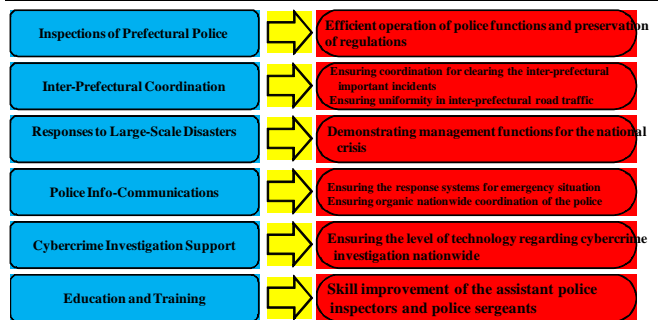 Inspections of Prefectural Police
Efficient operation of police functions and preservation
of regulations
Inter-Prefectural Coordination
Ensuring coordination for clearing the inter-prefectural
important incidents
Ensuring uniformity in inter-prefectural road traffic
Responses to Large-Scale Disasters
Demonstrating management functions for the national
crisis
Police Info-Communications
Ensuring the response systems for emergency situation
Ensuring organic nationwide coordination of the police
Cybercrime Investigation Support
Ensuring the level of technology regarding cybercrime
investigation nationwide
Education and Training
Skill improvement of the assistant police
inspectors and police sergeants